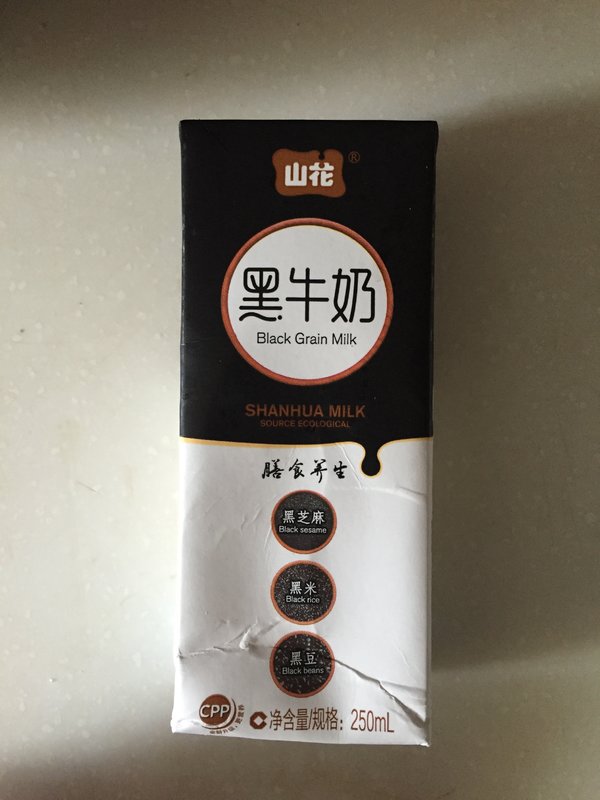 山花®
黑牛奶
Black Grain Milk
SHANHUA MILK
SOURCE ECOLOGICAL
膳食养生
黑芝麻
Black sesame
黑米
Black rice
黑豆
Black beans
CPP
净含量/规格：250mL